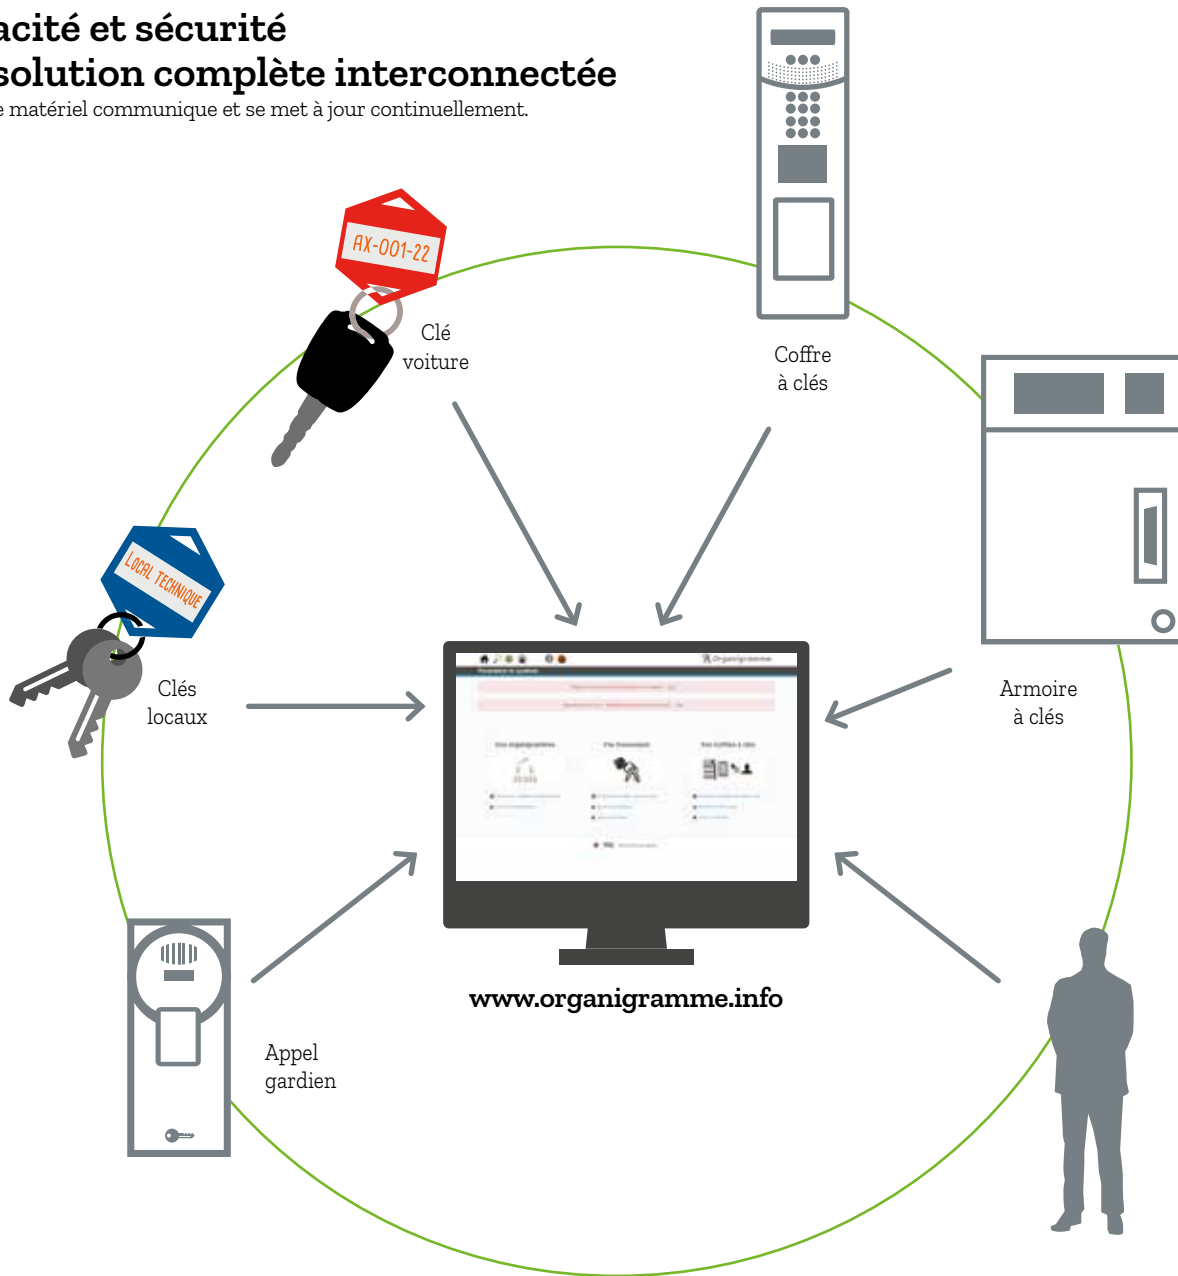 acité et sécurité
solution complète interconnectée
e matériel communique et se met à jour continuellement.
AX-001-22
Clé
voiture
Coffre
à clés
LOCAL TECHNIQUE
Clés
locaux
Armoire
à clés
Organigramme
www.organigramme.info
Appel
gardien